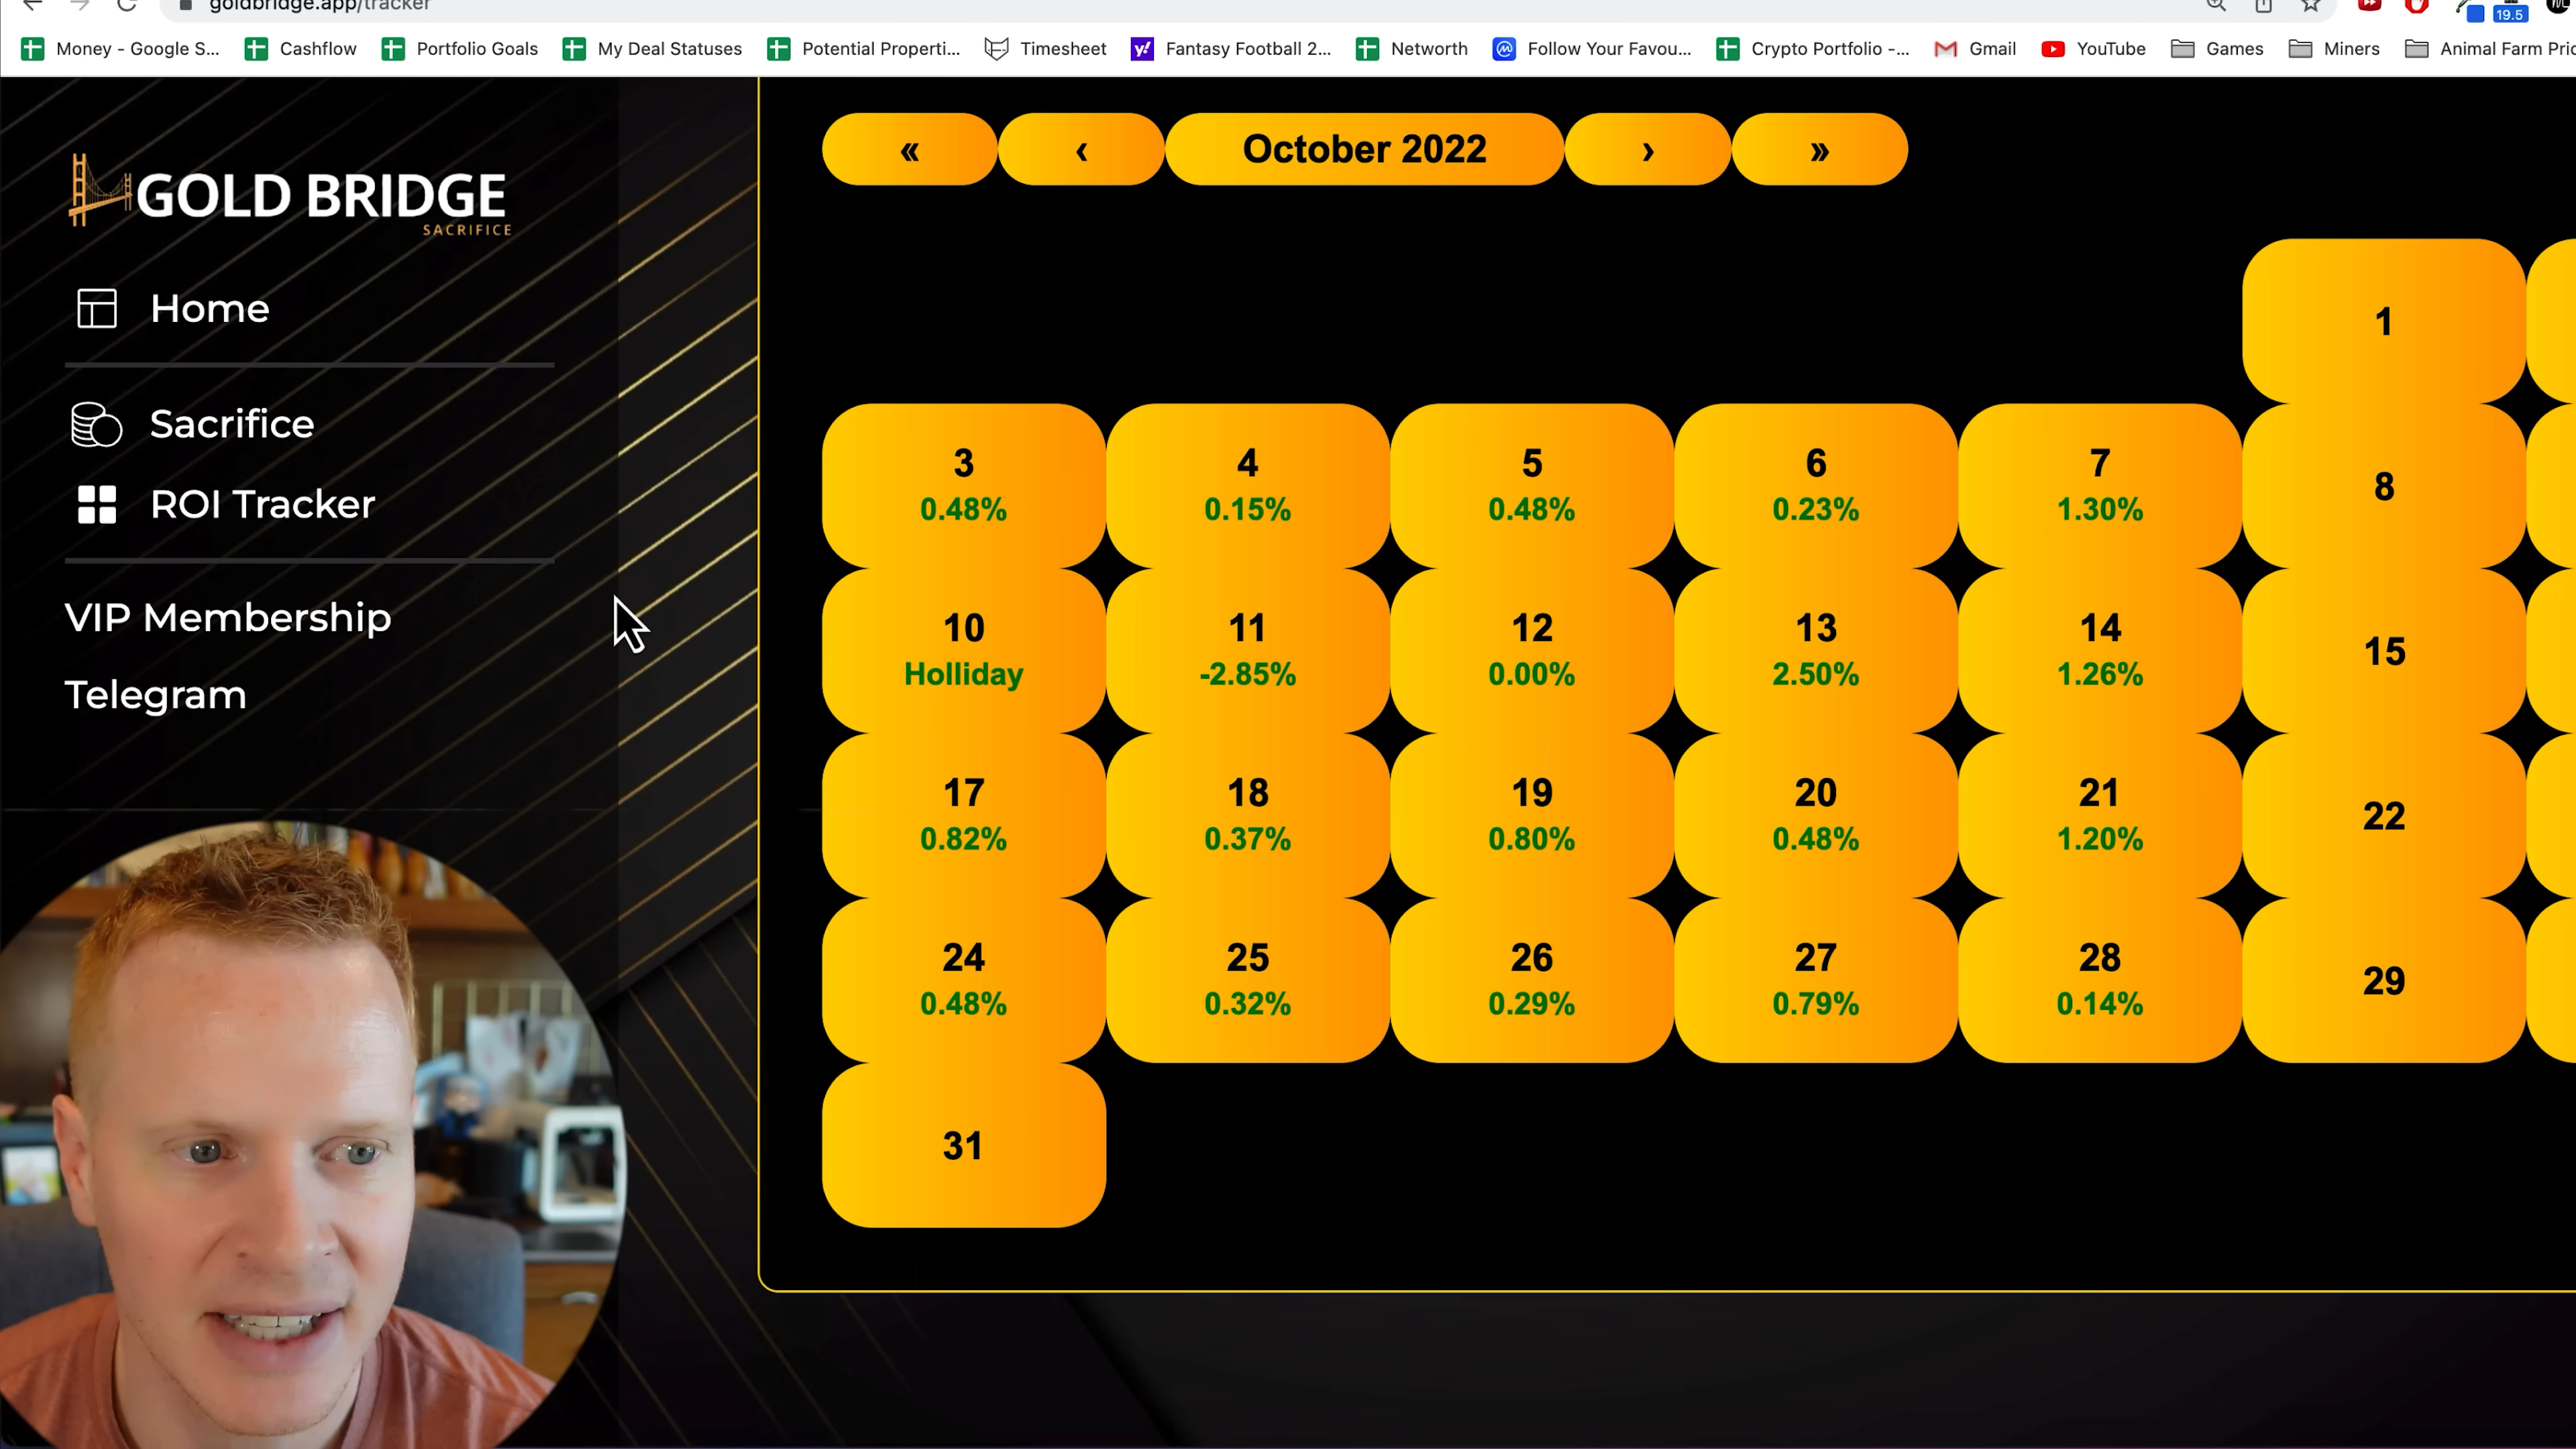 goldbridge.app/tracker
19.5
Money - Google S... Cashflow Portfolio Goals My Deal Statuses Potential Properti... Timesheet Fantasy Football 2... Networth Follow Your Favou... Crypto Portfolio -... Gmail YouTube Games Miners Animal Farm Pric
GOLD BRIDGE
SACRIFICE
Home
Sacrifice
ROI Tracker
VIP Membership
Telegram
« ‹ October 2022 › »
1
3 4 5 6 7 8
0.48% 0.15% 0.48% 0.23% 1.30%
10 11 12 13 14 15
Holliday -2.85% 0.00% 2.50% 1.26%
17 18 19 20 21 22
0.82% 0.37% 0.80% 0.48% 1.20%
24 25 26 27 28 29
0.48% 0.32% 0.29% 0.79% 0.14%
31